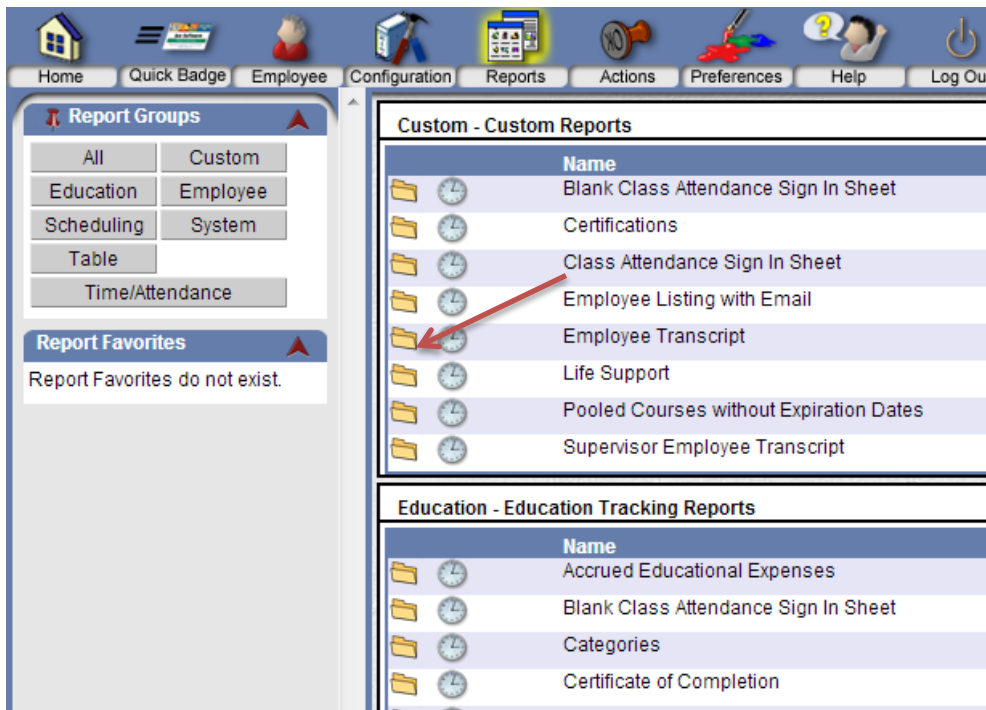 Home Quick Badge Employee Configuration Reports Actions Preferences Help Log Ou
Report Groups
All Custom
Education Employee
Scheduling System
Table
Time/Attendance
Report Favorites
Report Favorites do not exist.
Custom - Custom Reports
Name
Blank Class Attendance Sign In Sheet
Certifications
Class Attendance Sign In Sheet
Employee Listing with Email
Employee Transcript
Life Support
Pooled Courses without Expiration Dates
Supervisor Employee Transcript
Education - Education Tracking Reports
Name
Accrued Educational Expenses
Blank Class Attendance Sign In Sheet
Categories
Certificate of Completion